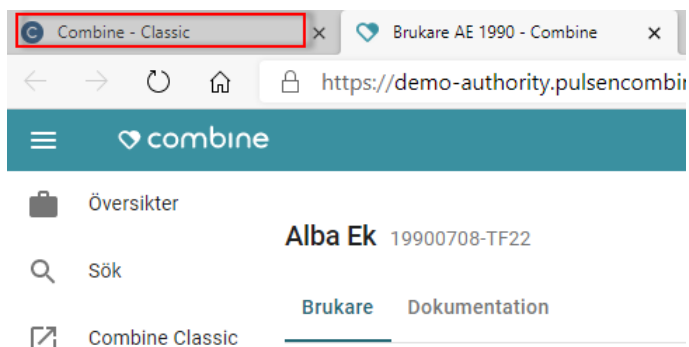 Combine - Classic
Brukare AE 1990 - Combine
https://demo-authority.pulsencombi
combine
Översikter
Alba Ek 19900708-TF22
Sök
Brukare Dokumentation
Combine Classic